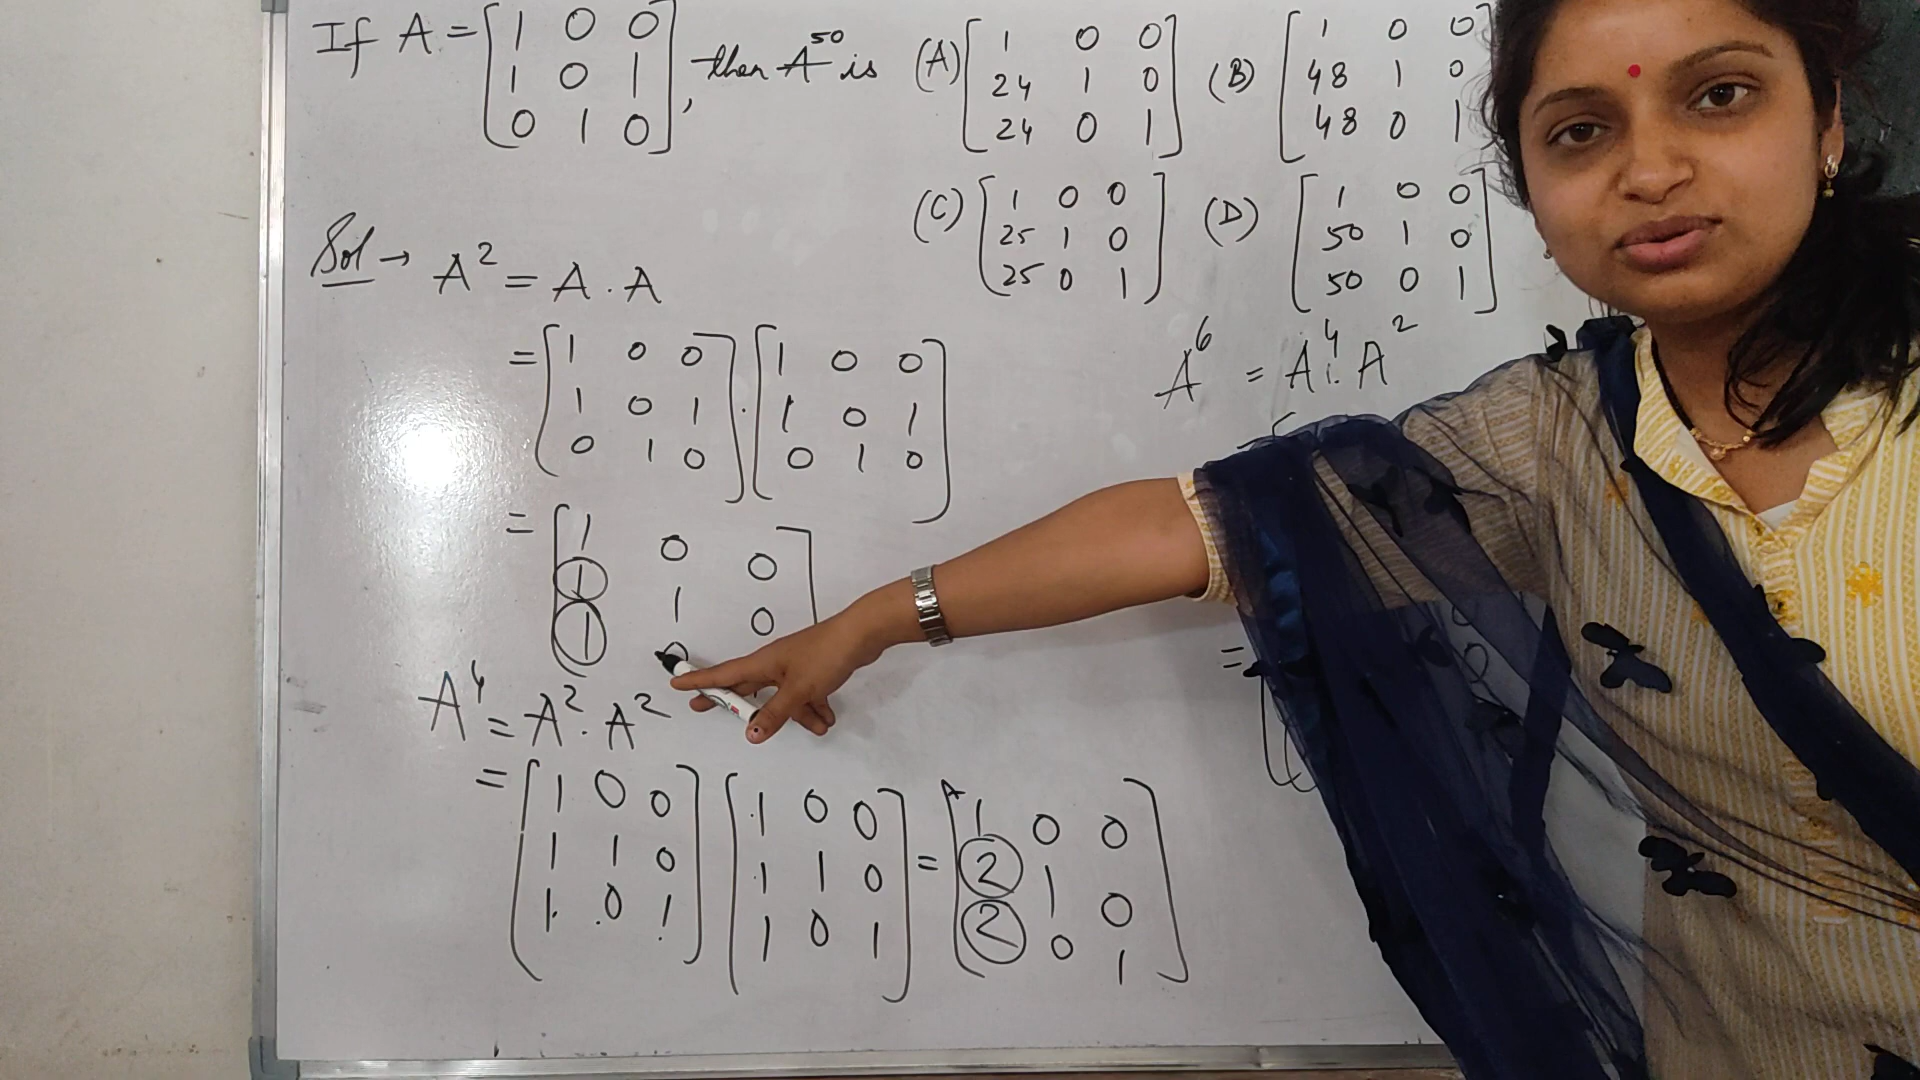 If A = [1 0 0
1 0 1
0 1 0], then A^50 is
(A) [1 0 0
24 1 0
24 0 1]
(B) [1 0 0
48 1 0
48 0 1]
(C) [1 0 0
25 1 0
25 0 1]
(D) [1 0 0
50 1 0
50 0 1]
Sol → A^2 = A . A
= [1 0 0
1 0 1
0 1 0] . [1 0 0
1 0 1
0 1 0]
= [1 0 0
1 1 0
1 0
A^4 = A^2 . A^2
= [1 0 0
1 1 0
1 0 1] [1 0 0
1 1 0
1 0 1] = [1 0 0
2 1 0
2 0 1]
A^6 = A^4 . A^2
=